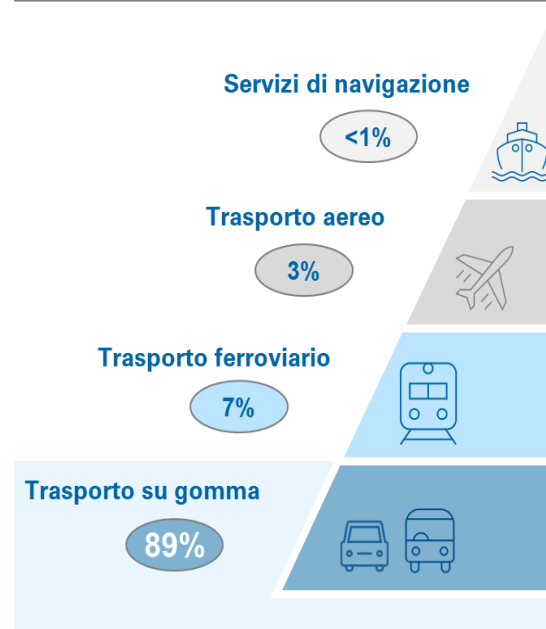 Servizi di navigazione
<1%
Trasporto aereo
3%
Trasporto ferroviario
7%
Trasporto su gomma
89%